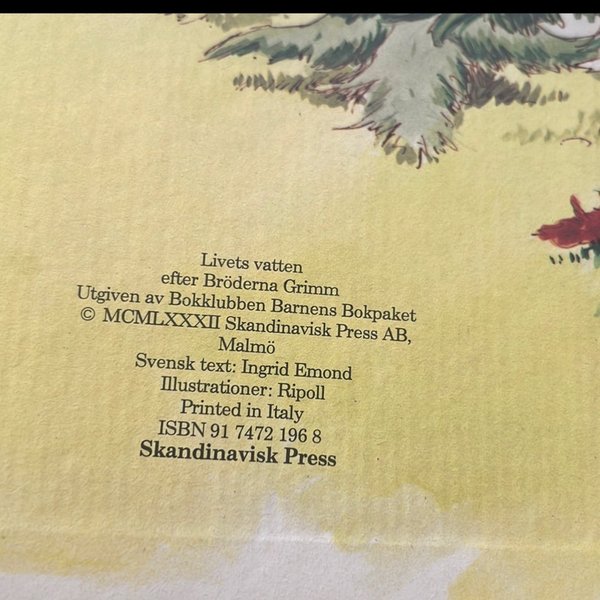 Livets vatten
efter Bröderna Grimm
Utgiven av Bokklubben Barnens Bokpaket
© MCMLXXXII Skandinavisk Press AB,
Malmö
Svensk text: Ingrid Emond
Illustrationer: Ripoll
Printed in Italy
ISBN 91 7472 196 8
Skandinavisk Press